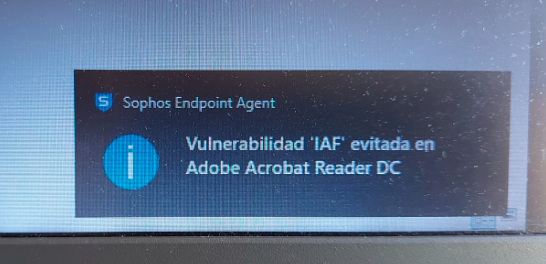 Sophos Endpoint Agent
Vulnerabilidad 'IAF' evitada en
Adobe Acrobat Reader DC